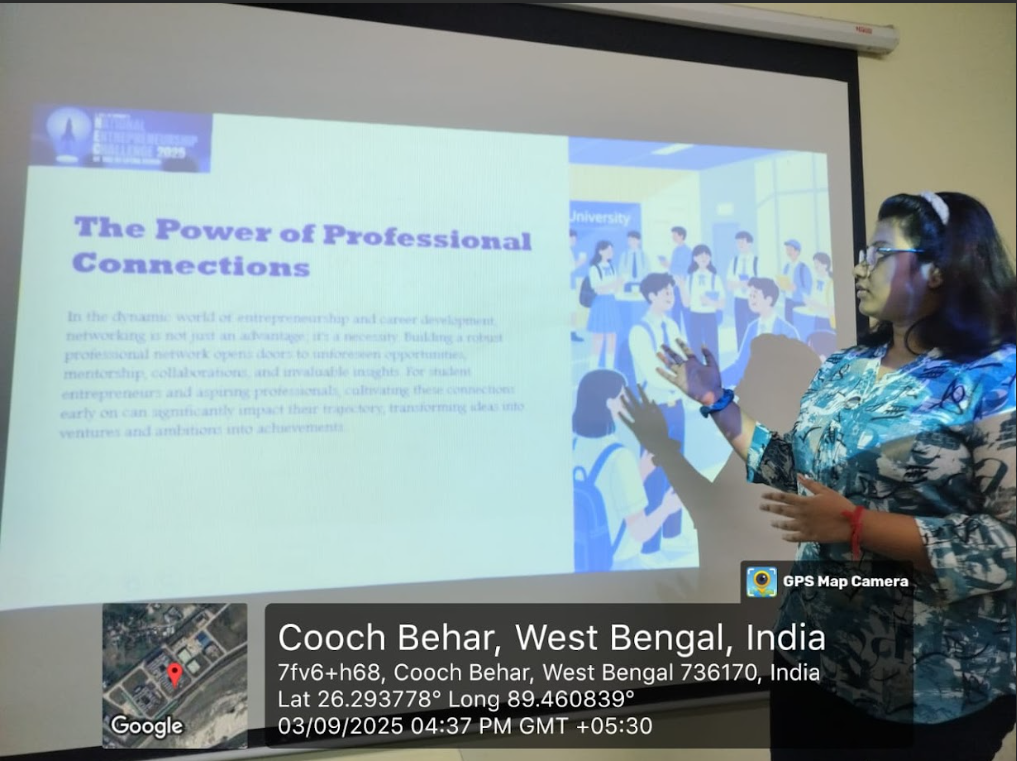 NATIONAL
ENTREPRENEURSHIP
CHALLENGE 2025
The Power of Professional
Connections
University
In the dynamic world of entrepreneurship and career development,
networking is not just an advantage; it's a necessity. Building a robust
professional network opens doors to unforeseen opportunities,
mentorship, collaborations, and invaluable insights. For student
entrepreneurs and aspiring professionals, cultivating these connections
early on can significantly impact their trajectory, transforming ideas into
ventures and ambitions into achievements.
GPS Map Camera
Cooch Behar, West Bengal, India
7fv6+h68, Cooch Behar, West Bengal 736170, India
Lat 26.293778° Long 89.460839°
03/09/2025 04:37 PM GMT +05:30
Google